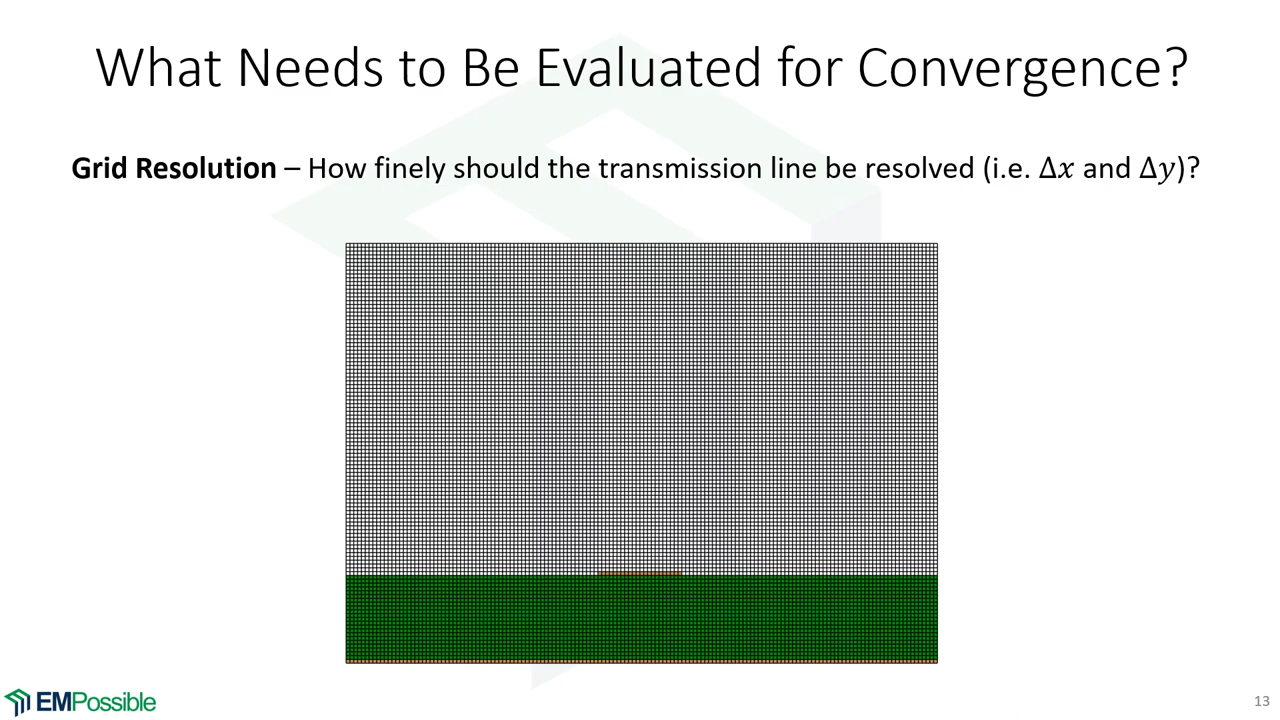 What Needs to Be Evaluated for Convergence?
Grid Resolution – How finely should the transmission line be resolved (i.e. Δx and Δy)?
EMPossible
13